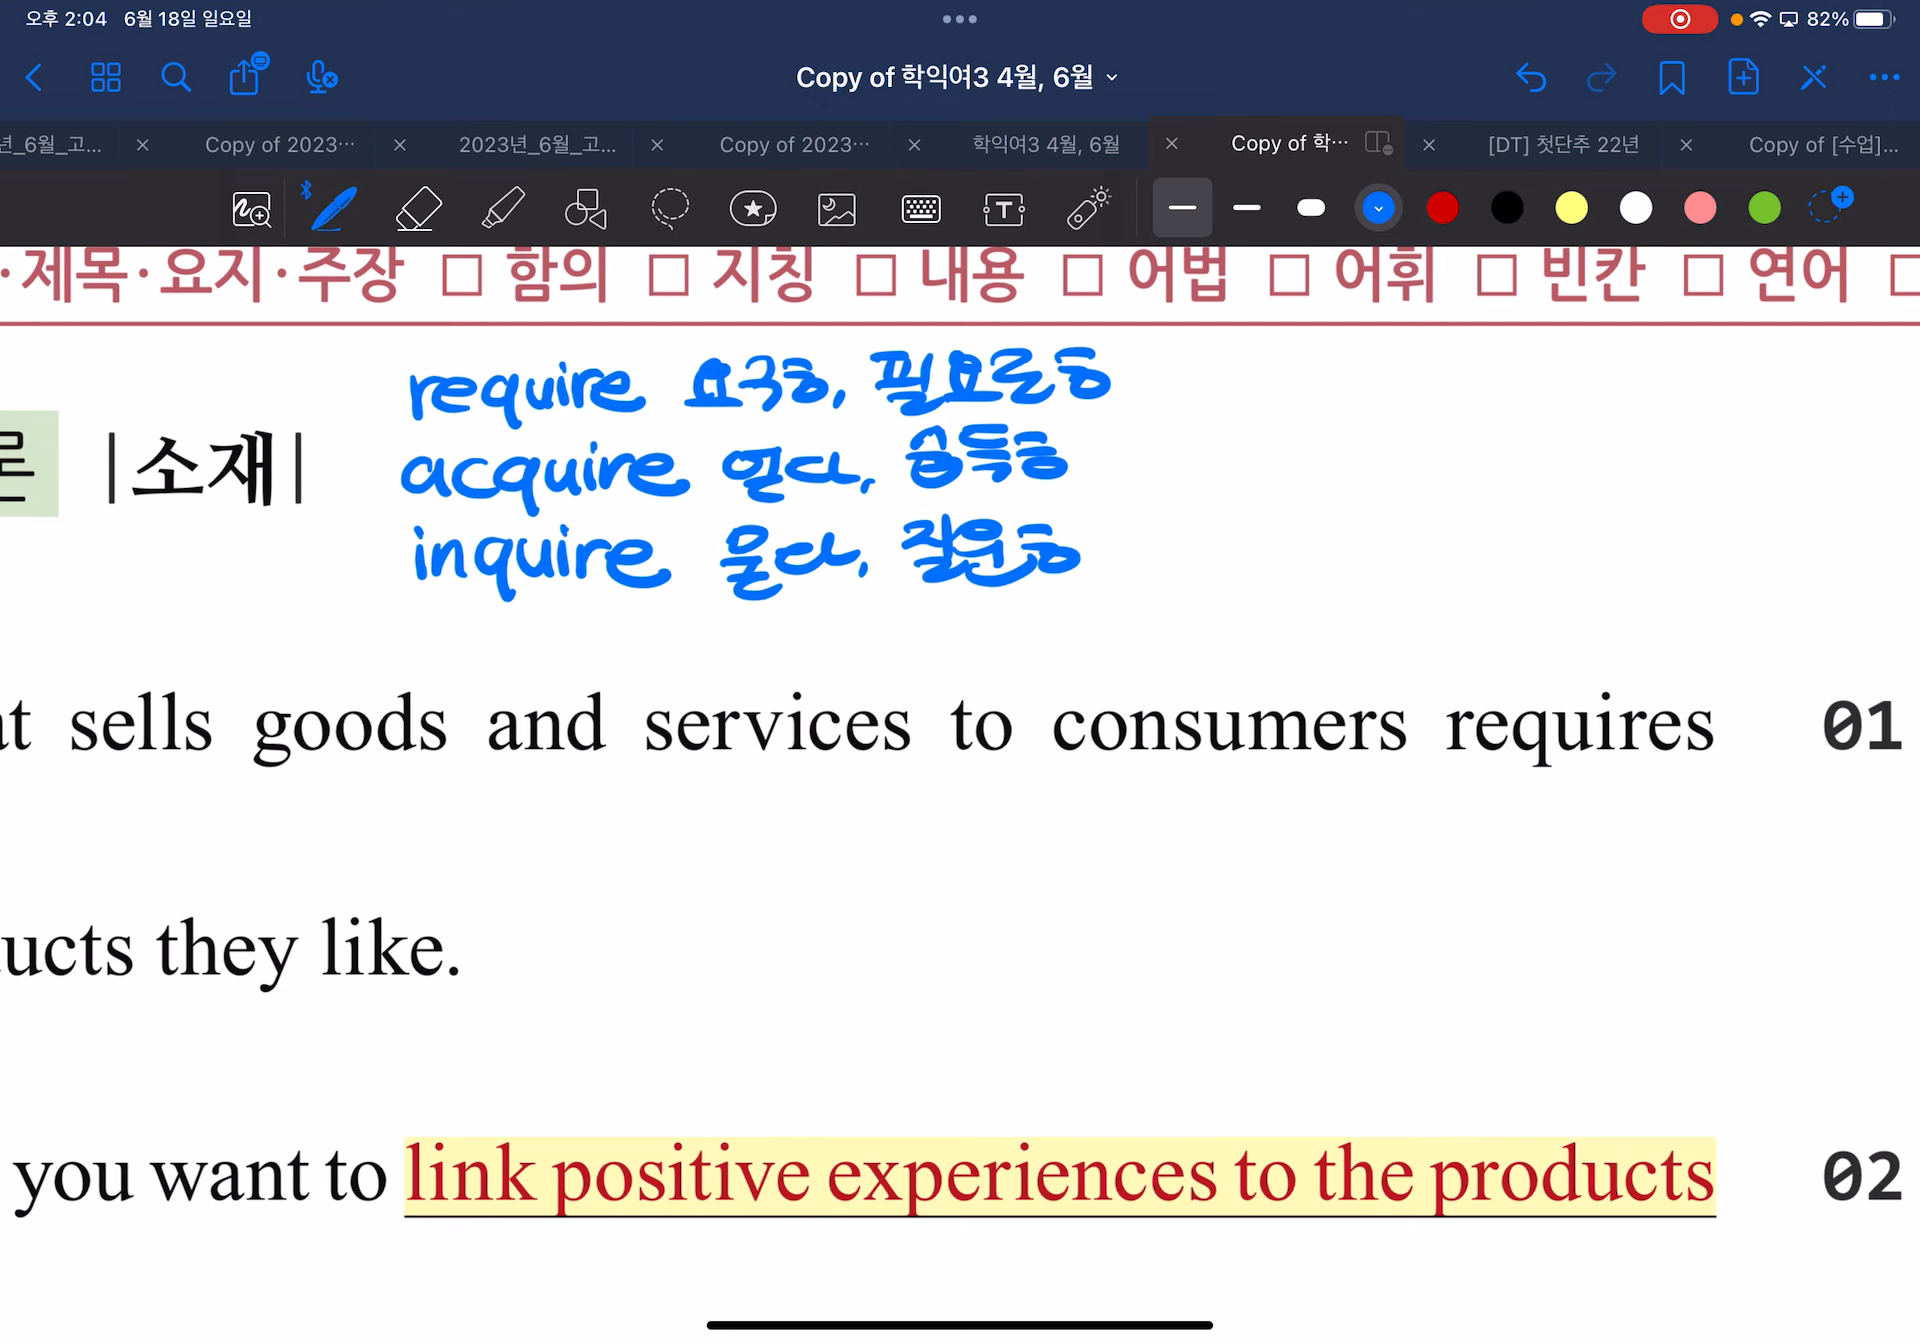 오후 2:04 6월 18일 일요일
82%
Copy of 학익여3 4월, 6월
년_6월_고... Copy of 2023... 2023년_6월_고... Copy of 2023... 학익여3 4월, 6월 Copy of 학... [DT] 첫단추 22년 Copy of [수업]...
·제목·요지·주장 □ 함의 □ 지칭 □ 내용 □ 어법 □ 어휘 □ 빈칸 □ 연어 □
require 요구하, 필요로하
론 |소재| acquire 얻다, 습득하
inquire 묻다, 질문하
at sells goods and services to consumers requires 01
ucts they like.
you want to link positive experiences to the products 02